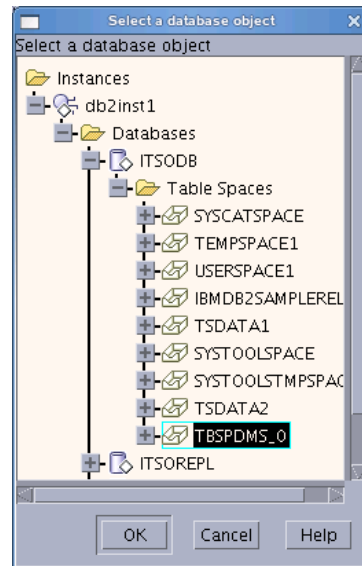 Select a database object
Select a database object
Instances
db2inst1
Databases
ITSODB
Table Spaces
SYSCATSPACE
TEMPSPACE1
USERSPACE1
IBMDB2SAMPLEREL
TSDATA1
SYSTOOLSPACE
SYSTOOLSTMPSPAC
TSDATA2
TBSPDMS_0
ITSOREPL
OK Cancel Help